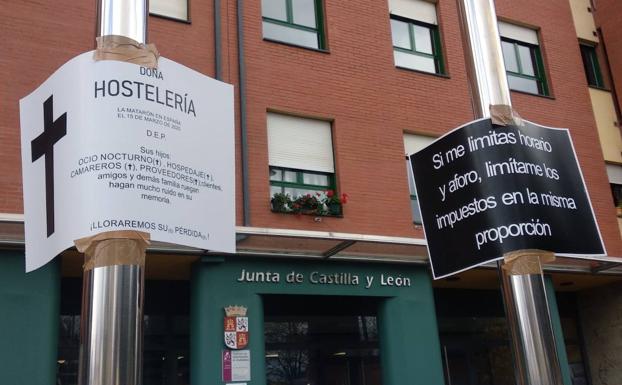 DOÑA
HOSTELERÍA
LA MATARON EN ESPAÑA
EL 15 DE MARZO DE 2020
D.E.P.
Sus hijos:
OCIO NOCTURNO(✝), HOSPEDAJE(✝),
CAMAREROS (✝), PROVEEDORES(✝),clientes,
amigos y demás familia ruegan
hagan mucho ruido en su
memoria.
¡LLORAREMOS SU PÉRDIDA !
Si me limitas horario
y aforo, limítame los
impuestos en la misma
proporción
Junta de Castilla y León